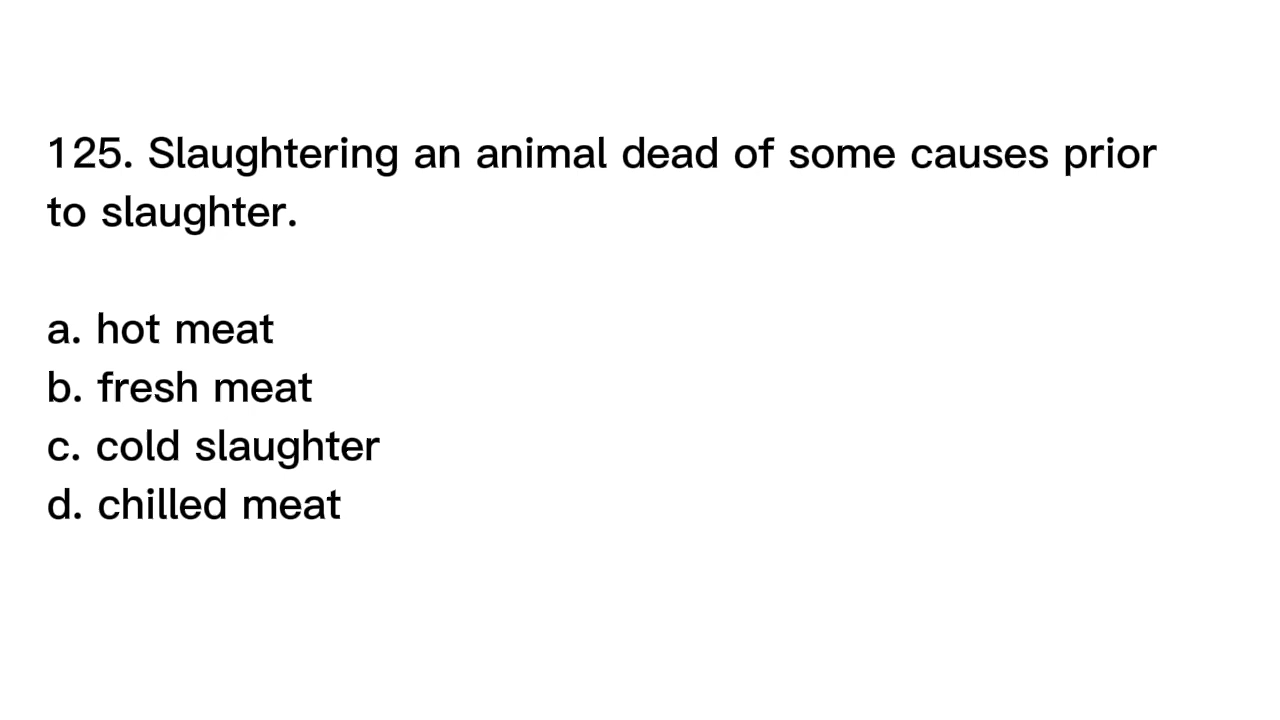 125. Slaughtering an animal dead of some causes prior
to slaughter.
a. hot meat
b. fresh meat
c. cold slaughter
d. chilled meat